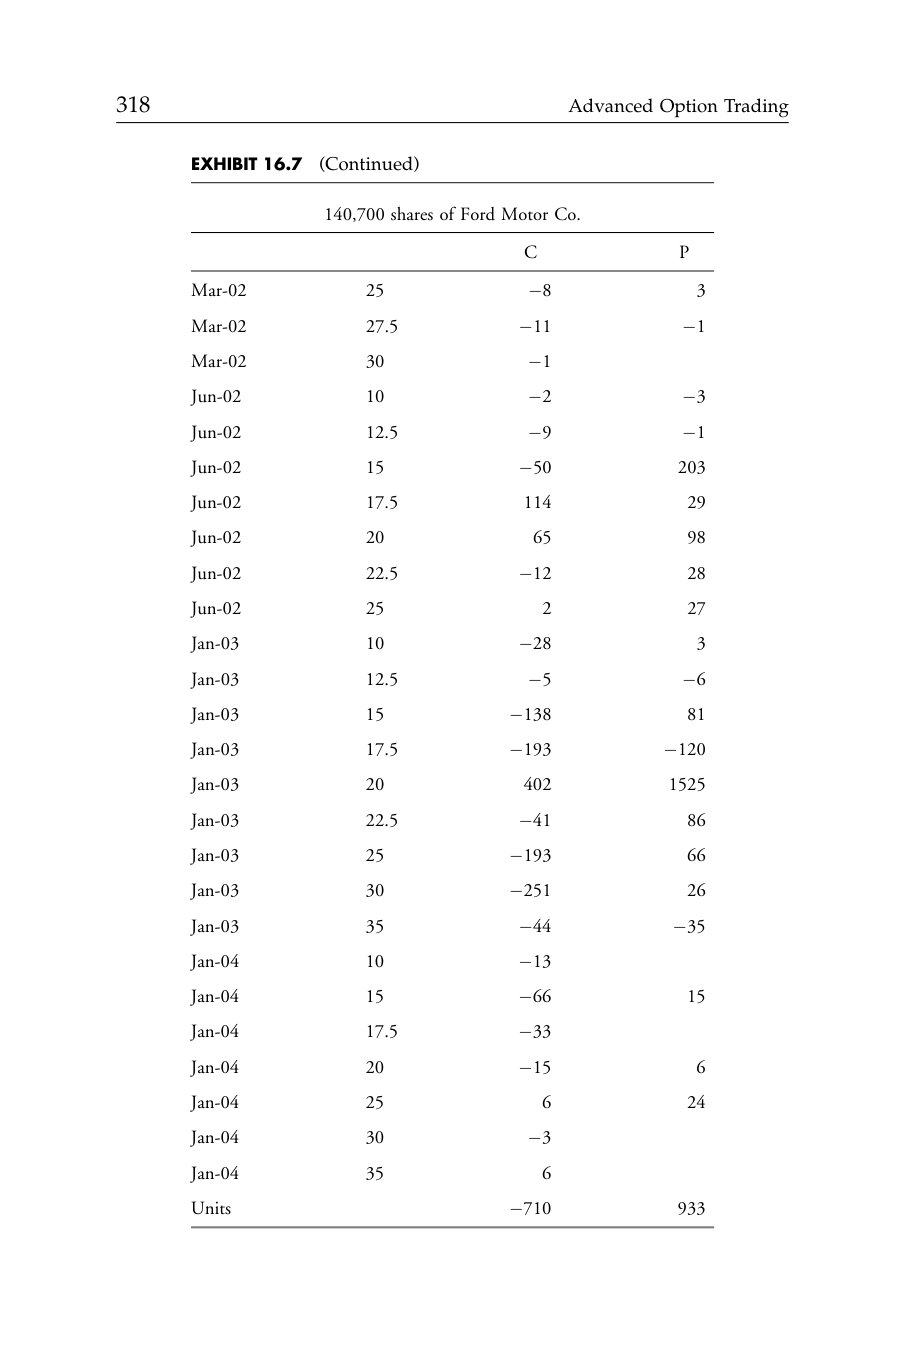 318 Advanced Option Trading
EXHIBIT 16.7 (Continued)
140,700 shares of Ford Motor Co.
C P
Mar-02 25 −8 3
Mar-02 27.5 −11 −1
Mar-02 30 −1
Jun-02 10 −2 −3
Jun-02 12.5 −9 −1
Jun-02 15 −50 203
Jun-02 17.5 114 29
Jun-02 20 65 98
Jun-02 22.5 −12 28
Jun-02 25 2 27
Jan-03 10 −28 3
Jan-03 12.5 −5 −6
Jan-03 15 −138 81
Jan-03 17.5 −193 −120
Jan-03 20 402 1525
Jan-03 22.5 −41 86
Jan-03 25 −193 66
Jan-03 30 −251 26
Jan-03 35 −44 −35
Jan-04 10 −13
Jan-04 15 −66 15
Jan-04 17.5 −33
Jan-04 20 −15 6
Jan-04 25 6 24
Jan-04 30 −3
Jan-04 35 6
Units −710 933